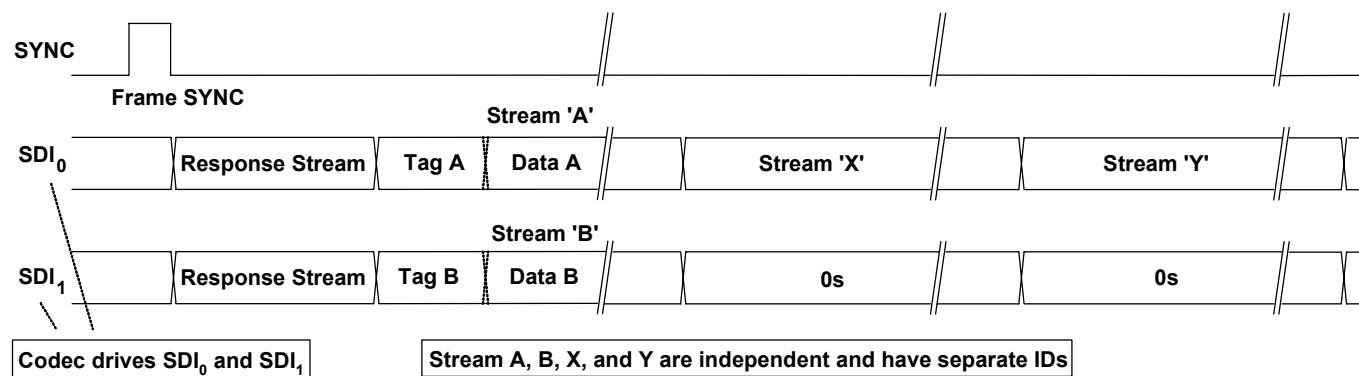 SYNC
Frame SYNC
Stream 'A'
SDI0 Response Stream Tag A Data A Stream 'X' Stream 'Y'
Stream 'B'
SDI1 Response Stream Tag B Data B 0s 0s
Codec drives SDI0 and SDI1 Stream A, B, X, and Y are independent and have separate IDs